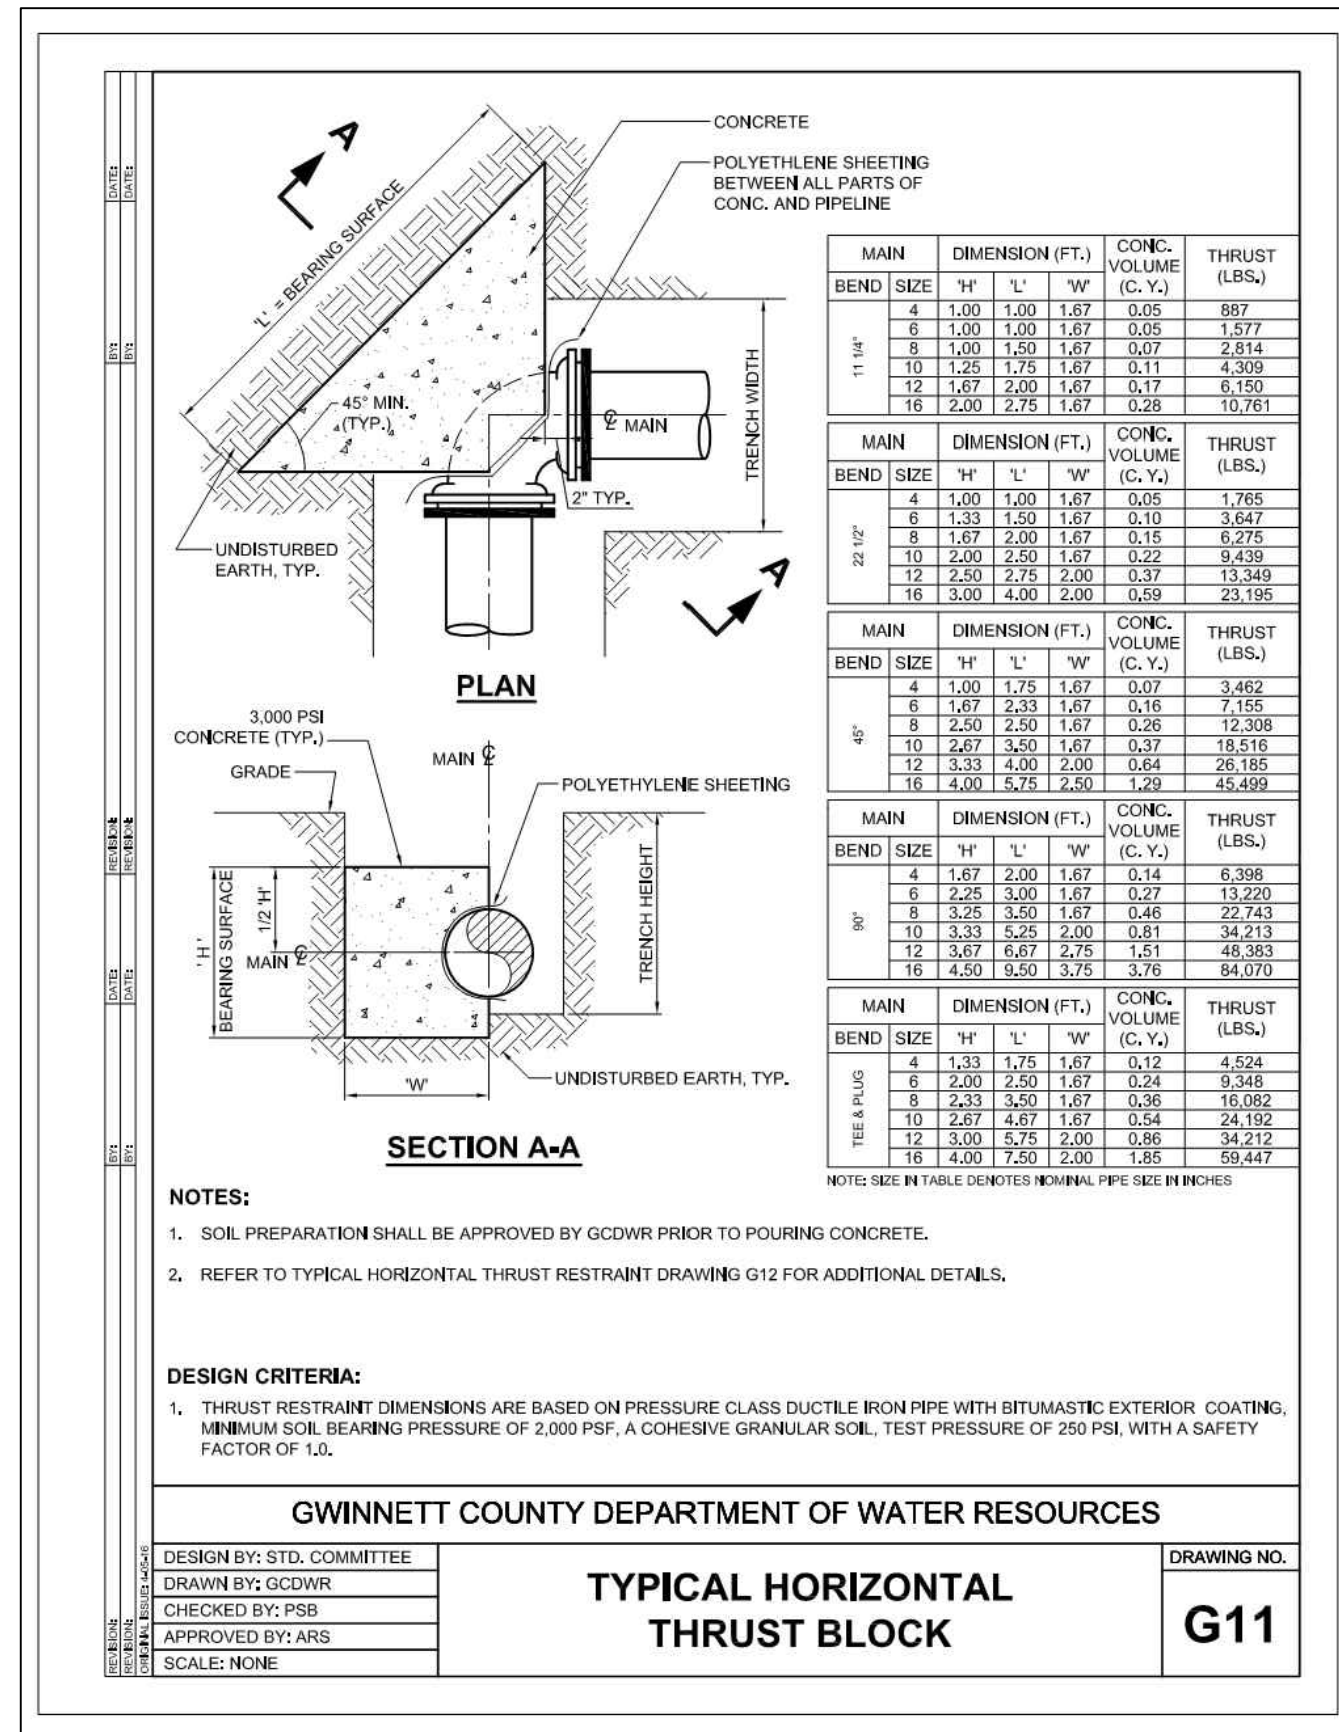 CONCRETE
POLYETHLENE SHEETING
BETWEEN ALL PARTS OF
CONC. AND PIPELINE
A
'L' = BEARING SURFACE
45° MIN.
(TYP.)
℄ MAIN
TRENCH WIDTH
2" TYP.
UNDISTURBED
EARTH, TYP.
A
PLAN
3,000 PSI
CONCRETE (TYP.)
GRADE
MAIN ℄
POLYETHYLENE SHEETING
'H'
BEARING SURFACE
1/2 'H'
MAIN ℄
TRENCH HEIGHT
'W'
UNDISTURBED EARTH, TYP.
SECTION A-A
MAIN DIMENSION (FT.) CONC. VOLUME (C. Y.) THRUST (LBS.)
BEND SIZE 'H' 'L' 'W'
11 1/4°
4 1.00 1.00 1.67 0.05 887
6 1.00 1.00 1.67 0.05 1,577
8 1.00 1.50 1.67 0.07 2,814
10 1.25 1.75 1.67 0.11 4,309
12 1.67 2.00 1.67 0.17 6,150
16 2.00 2.75 1.67 0.28 10,761
MAIN DIMENSION (FT.) CONC. VOLUME (C. Y.) THRUST (LBS.)
BEND SIZE 'H' 'L' 'W'
22 1/2°
4 1.00 1.00 1.67 0.05 1,765
6 1.33 1.50 1.67 0.10 3,647
8 1.67 2.00 1.67 0.15 6,275
10 2.00 2.50 1.67 0.22 9,439
12 2.50 2.75 2.00 0.37 13,349
16 3.00 4.00 2.00 0.59 23,195
MAIN DIMENSION (FT.) CONC. VOLUME (C. Y.) THRUST (LBS.)
BEND SIZE 'H' 'L' 'W'
45°
4 1.00 1.75 1.67 0.07 3,462
6 1.67 2.33 1.67 0.16 7,155
8 2.50 2.50 1.67 0.26 12,308
10 2.67 3.50 1.67 0.37 18,516
12 3.33 4.00 2.00 0.64 26,185
16 4.00 5.75 2.50 1.29 45,499
MAIN DIMENSION (FT.) CONC. VOLUME (C. Y.) THRUST (LBS.)
BEND SIZE 'H' 'L' 'W'
90°
4 1.67 2.00 1.67 0.14 6,398
6 2.25 3.00 1.67 0.27 13,220
8 3.25 3.50 1.67 0.46 22,743
10 3.33 5.25 2.00 0.81 34,213
12 3.67 6.67 2.75 1.51 48,383
16 4.50 9.50 3.75 3.76 84,070
MAIN DIMENSION (FT.) CONC. VOLUME (C. Y.) THRUST (LBS.)
BEND SIZE 'H' 'L' 'W'
TEE & PLUG
4 1.33 1.75 1.67 0.12 4,524
6 2.00 2.50 1.67 0.24 9,348
8 2.33 3.50 1.67 0.36 16,082
10 2.67 4.67 1.67 0.54 24,192
12 3.00 5.75 2.00 0.86 34,212
16 4.00 7.50 2.00 1.85 59,447
NOTE: SIZE IN TABLE DENOTES NOMINAL PIPE SIZE IN INCHES
NOTES:
1. SOIL PREPARATION SHALL BE APPROVED BY GCDWR PRIOR TO POURING CONCRETE.
2. REFER TO TYPICAL HORIZONTAL THRUST RESTRAINT DRAWING G12 FOR ADDITIONAL DETAILS.
DESIGN CRITERIA:
1. THRUST RESTRAINT DIMENSIONS ARE BASED ON PRESSURE CLASS DUCTILE IRON PIPE WITH BITUMASTIC EXTERIOR COATING,
MINIMUM SOIL BEARING PRESSURE OF 2,000 PSF, A COHESIVE GRANULAR SOIL, TEST PRESSURE OF 250 PSI, WITH A SAFETY
FACTOR OF 1.0.
GWINNETT COUNTY DEPARTMENT OF WATER RESOURCES
DESIGN BY: STD. COMMITTEE
DRAWN BY: GCDWR
CHECKED BY: PSB
APPROVED BY: ARS
SCALE: NONE
TYPICAL HORIZONTAL
THRUST BLOCK
DRAWING NO.
G11
REVISION: BY: DATE: REVISION: BY: DATE:
REVISION: BY: DATE: REVISION: BY: DATE:
ORIGINAL ISSUE: 4-05-16